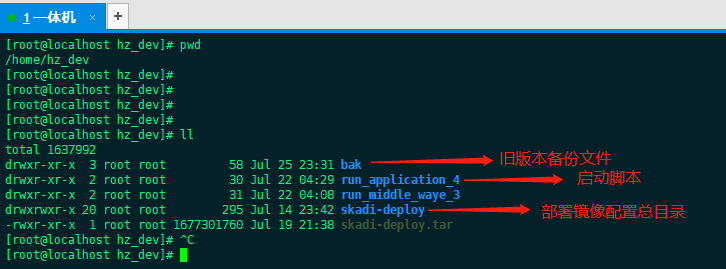 1 一体机 × +
[root@localhost hz_dev]# pwd
/home/hz_dev
[root@localhost hz_dev]#
[root@localhost hz_dev]#
[root@localhost hz_dev]#
[root@localhost hz_dev]#
[root@localhost hz_dev]# ll
total 1637992
drwxr-xr-x  3 root root         58 Jul 25 23:31 bak 旧版本备份文件
drwxr-xr-x  2 root root         30 Jul 22 04:29 run_application_4 启动脚本
drwxr-xr-x  2 root root         31 Jul 22 04:08 run_middle_waye_3
drwxrwxr-x 20 root root        295 Jul 14 23:42 skadi-deploy 部署镜像配置总目录
-rwxr-xr-x  1 root root 1677301760 Jul 19 21:38 skadi-deploy.tar
[root@localhost hz_dev]# ^C
[root@localhost hz_dev]#